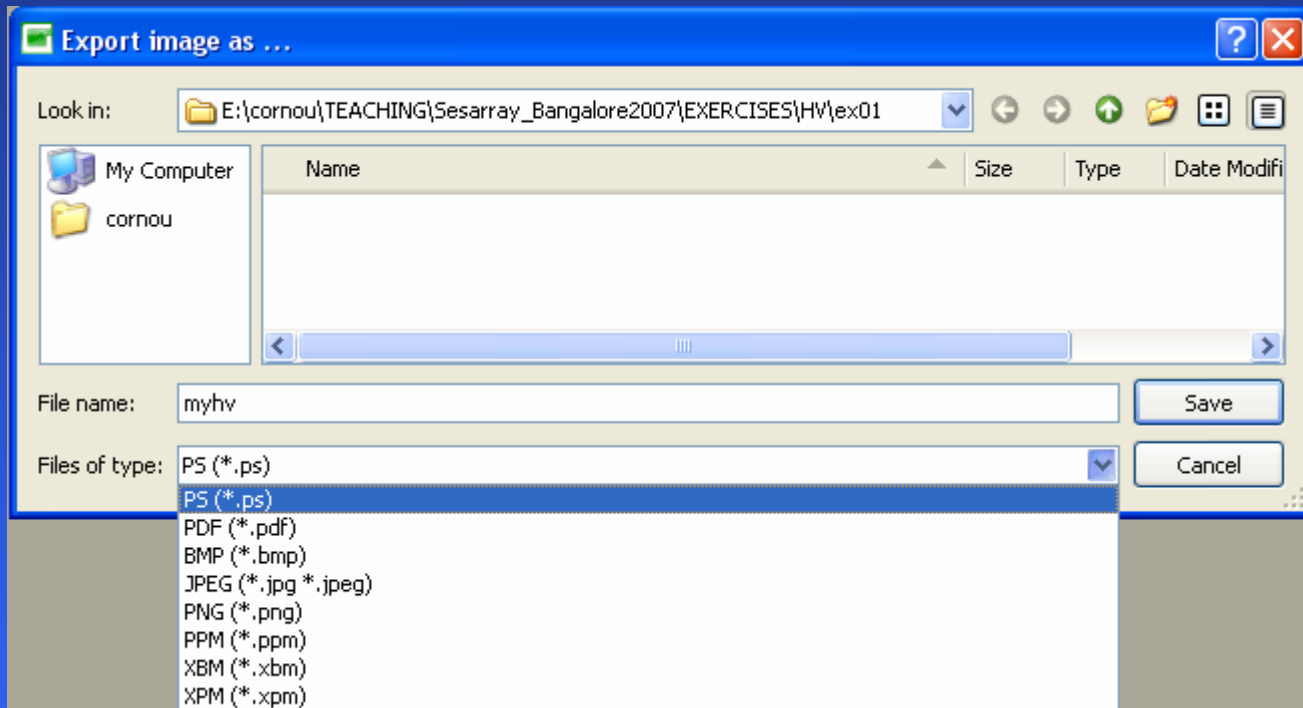 Export image as ...
Look in: E:\cornou\TEACHING\Sesarray_Bangalore2007\EXERCISES\HV\ex01
My Computer
cornou
Name Size Type Date Modifi
File name: myhv Save
Files of type: PS (*.ps) Cancel
PS (*.ps)
PDF (*.pdf)
BMP (*.bmp)
JPEG (*.jpg *.jpeg)
PNG (*.png)
PPM (*.ppm)
XBM (*.xbm)
XPM (*.xpm)